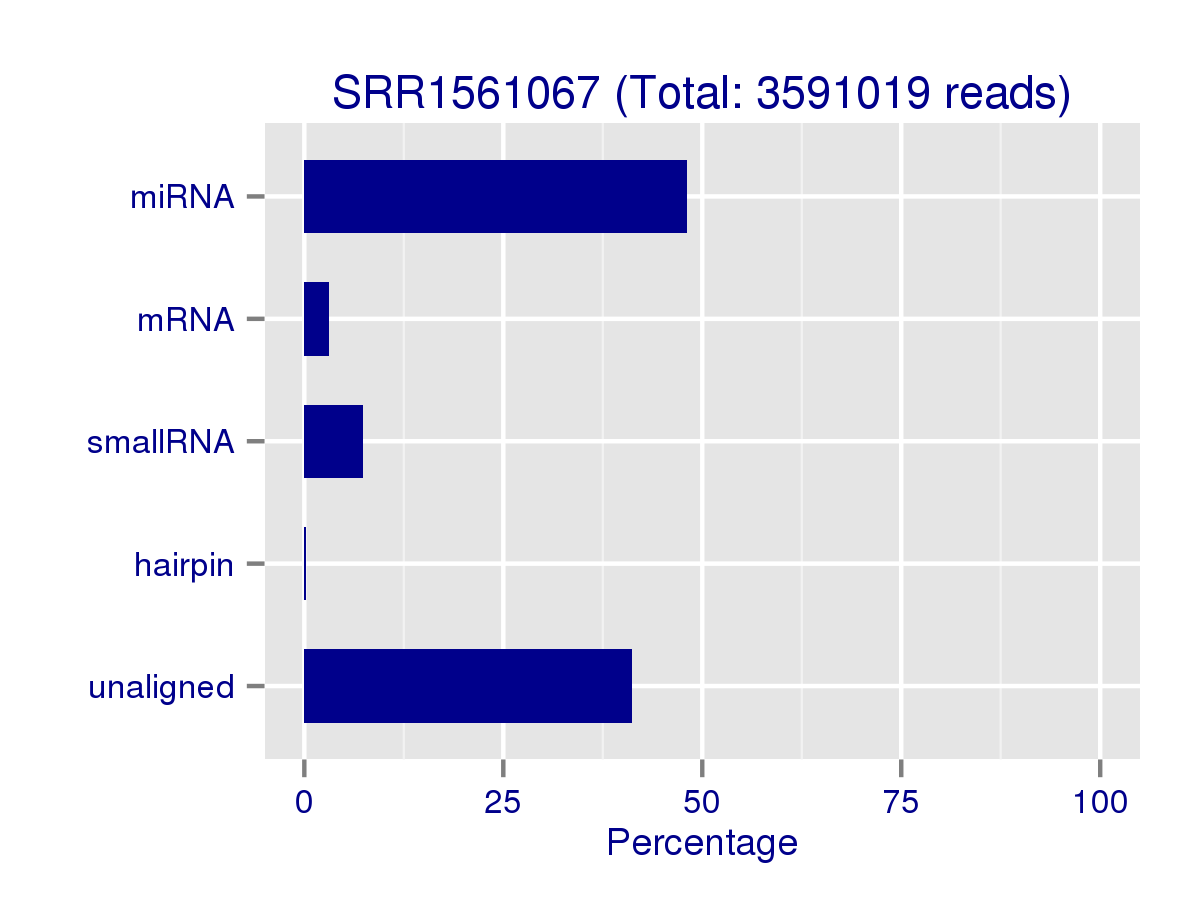 SRR1561067 (Total: 3591019 reads)
miRNA
mRNA
smallRNA
hairpin
unaligned
0 25 50 75 100
Percentage